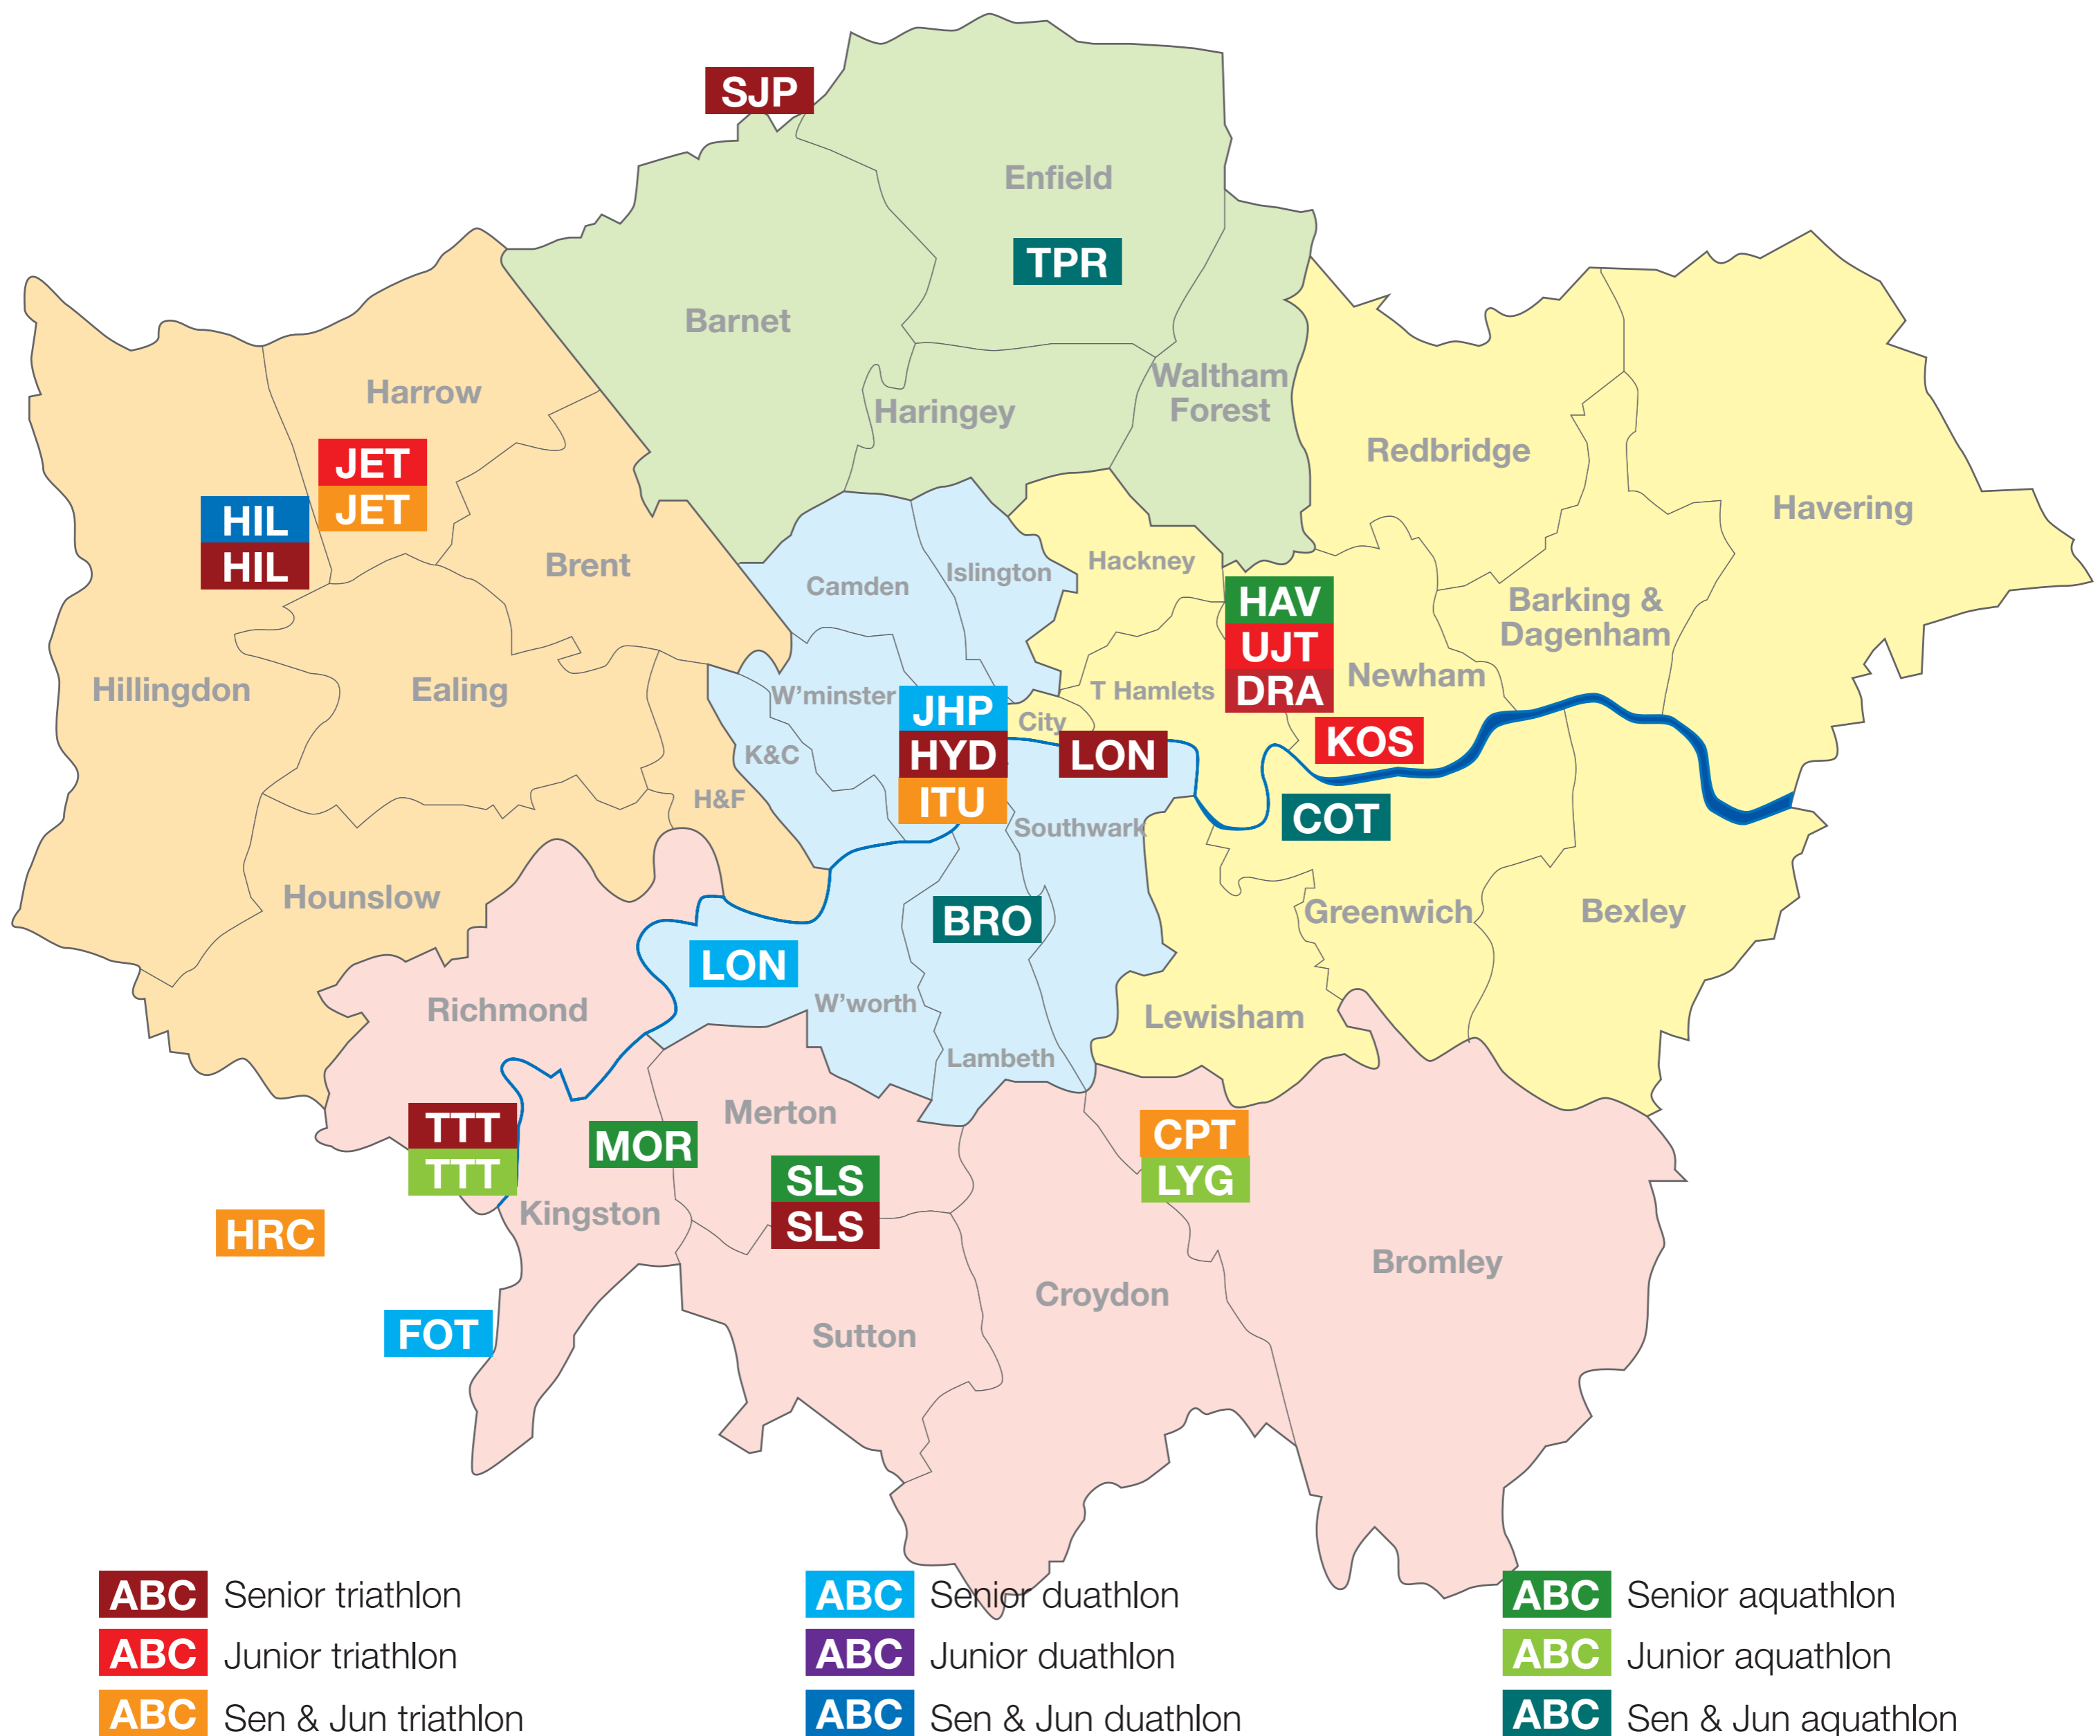 SJP
Enfield
TPR
Barnet
Waltham
Forest
Harrow
Haringey
Redbridge
JET
JET
Havering
HIL
HIL
Brent
Camden
Islington
Hackney
HAV
UJT
DRA
Barking &
Dagenham
Newham
Hillingdon
Ealing
W'minster
T Hamlets
JHP
HYD
ITU
City
LON
KOS
K&C
H&F
COT
Southwark
Hounslow
BRO
Greenwich
Bexley
LON
W'worth
Richmond
Lewisham
Lambeth
Merton
TTT
TTT
MOR
CPT
LYG
SLS
SLS
Kingston
HRC
Bromley
Croydon
FOT
Sutton
ABC Senior triathlon
ABC Junior triathlon
ABC Sen & Jun triathlon
ABC Senior duathlon
ABC Junior duathlon
ABC Sen & Jun duathlon
ABC Senior aquathlon
ABC Junior aquathlon
ABC Sen & Jun aquathlon